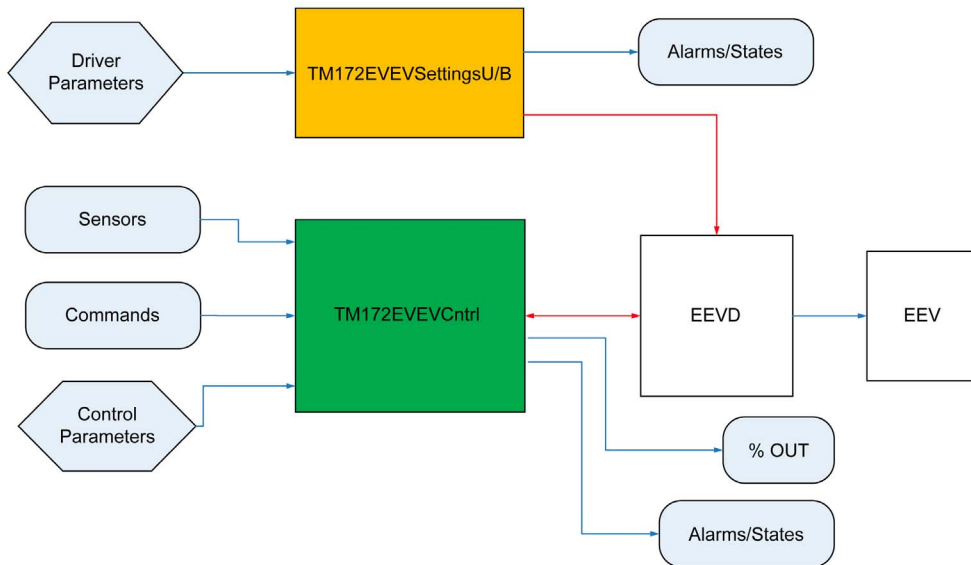 Driver
Parameters
TM172EVEVSettingsU/B
Alarms/States
Sensors
Commands
TM172EVEVCntrl
EEVD
EEV
Control
Parameters
% OUT
Alarms/States